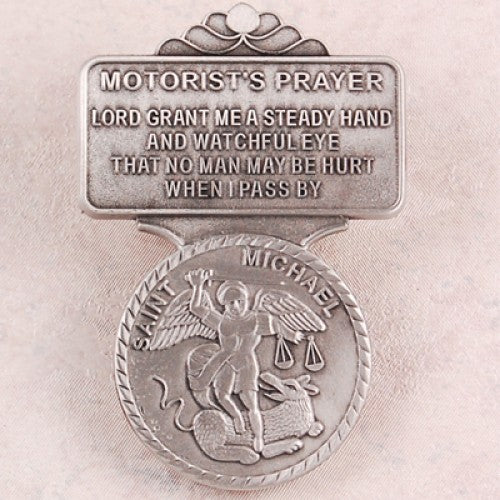 MOTORIST'S PRAYER
LORD GRANT ME A STEADY HAND
AND WATCHFUL EYE
THAT NO MAN MAY BE HURT
WHEN I PASS BY
SAINT MICHAEL